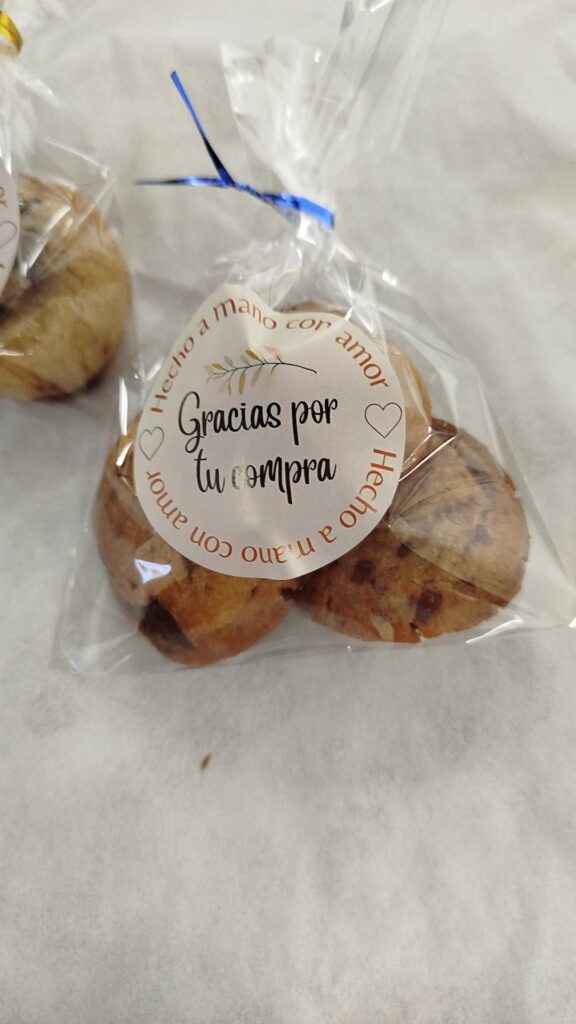 Hecho a mano con amor
Gracias por
tu compra
Hecho a mano con amor